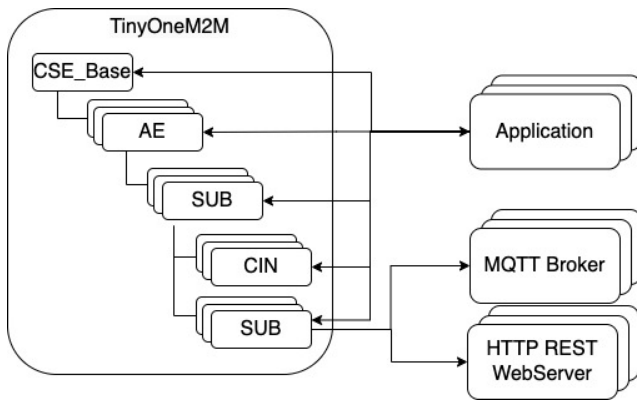 TinyOneM2M
CSE_Base
AE
Application
SUB
CIN
MQTT Broker
SUB
HTTP REST
WebServer